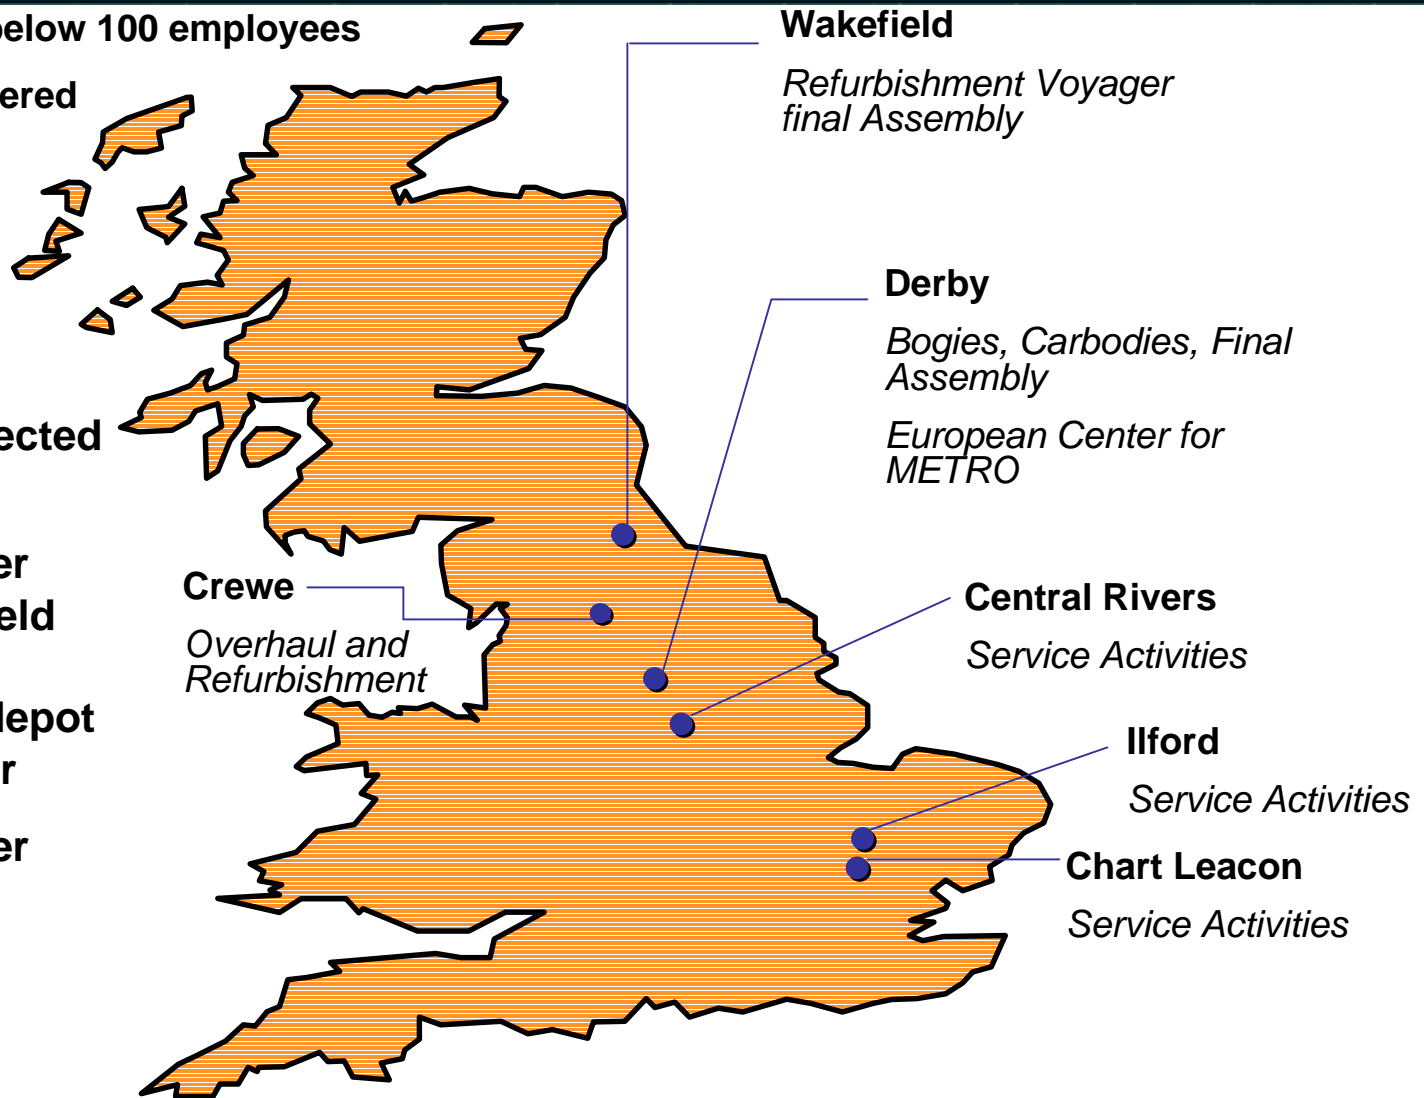 below 100 employees
ered
ected
er
eld
depot
r
er
Wakefield
Refurbishment Voyager
final Assembly
Derby
Bogies, Carbodies, Final
Assembly
European Center for
METRO
Crewe
Overhaul and
Refurbishment
Central Rivers
Service Activities
Ilford
Service Activities
Chart Leacon
Service Activities